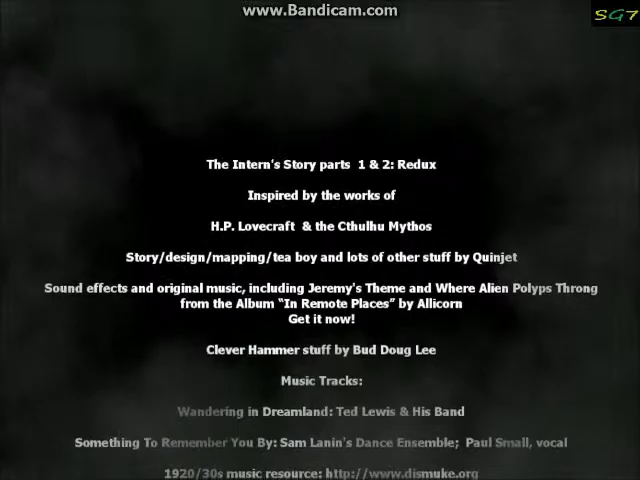 www.Bandicam.com
SG7
The Intern's Story parts 1 & 2: Redux
Inspired by the works of
H.P. Lovecraft & the Cthulhu Mythos
Story/design/mapping/tea boy and lots of other stuff by Quinjet
Sound effects and original music, including Jeremy's Theme and Where Alien Polyps Throng
from the Album “In Remote Places” by Allicorn
Get it now!
Clever Hammer stuff by Bud Doug Lee
Music Tracks:
Wandering in Dreamland: Ted Lewis & His Band
Something To Remember You By: Sam Lanin's Dance Ensemble; Paul Small, vocal
1920/30s music resource: http://www.dismuke.org